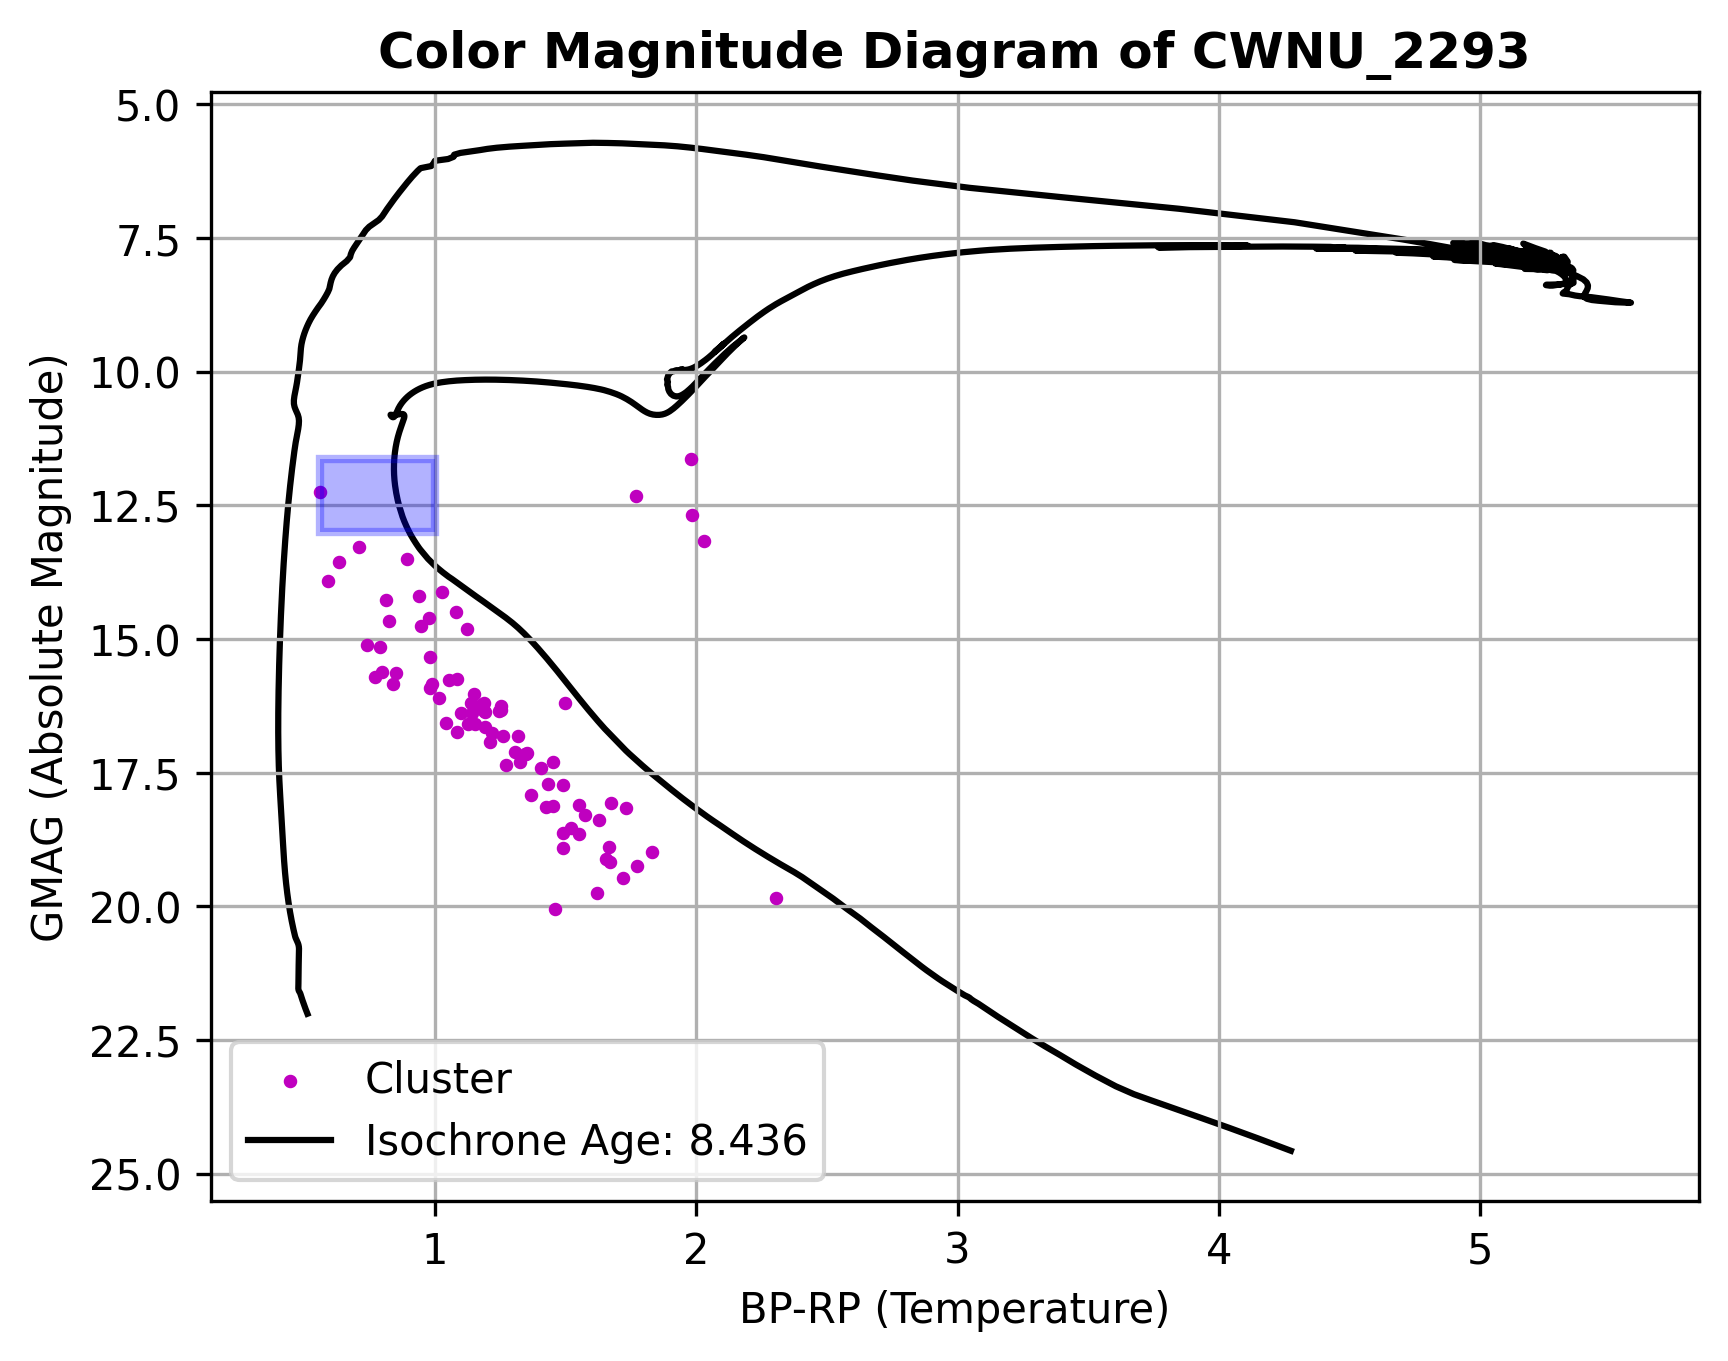 Color Magnitude Diagram of CWNU_2293
GMAG (Absolute Magnitude)
5.0
7.5
10.0
12.5
15.0
17.5
20.0
22.5
25.0
Cluster
Isochrone Age: 8.436
1 2 3 4 5
BP-RP (Temperature)